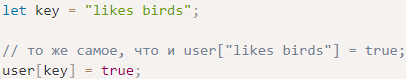 let key = "likes birds";
// то же самое, что и user["likes birds"] = true;
user[key] = true;